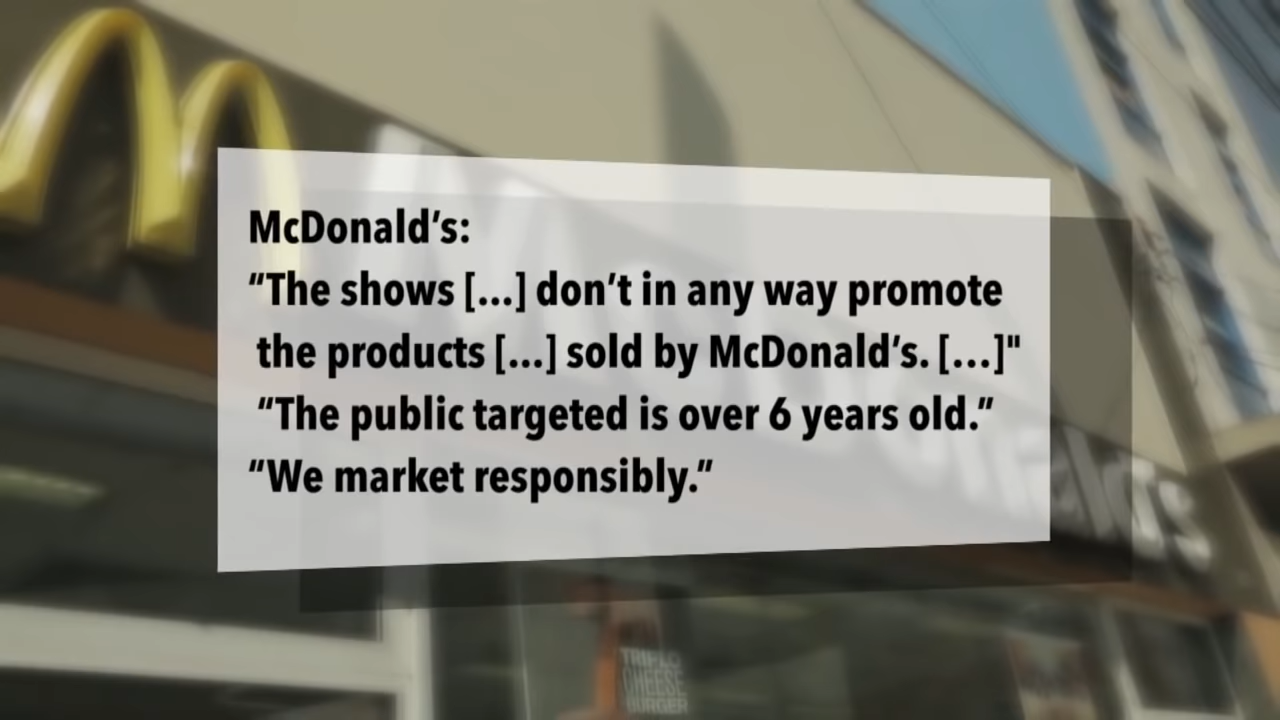 McDonald’s:
“The shows [...] don’t in any way promote
the products [...] sold by McDonald’s. [...]"
“The public targeted is over 6 years old.”
“We market responsibly.”
TRIPLO
CHEESE
BURGER